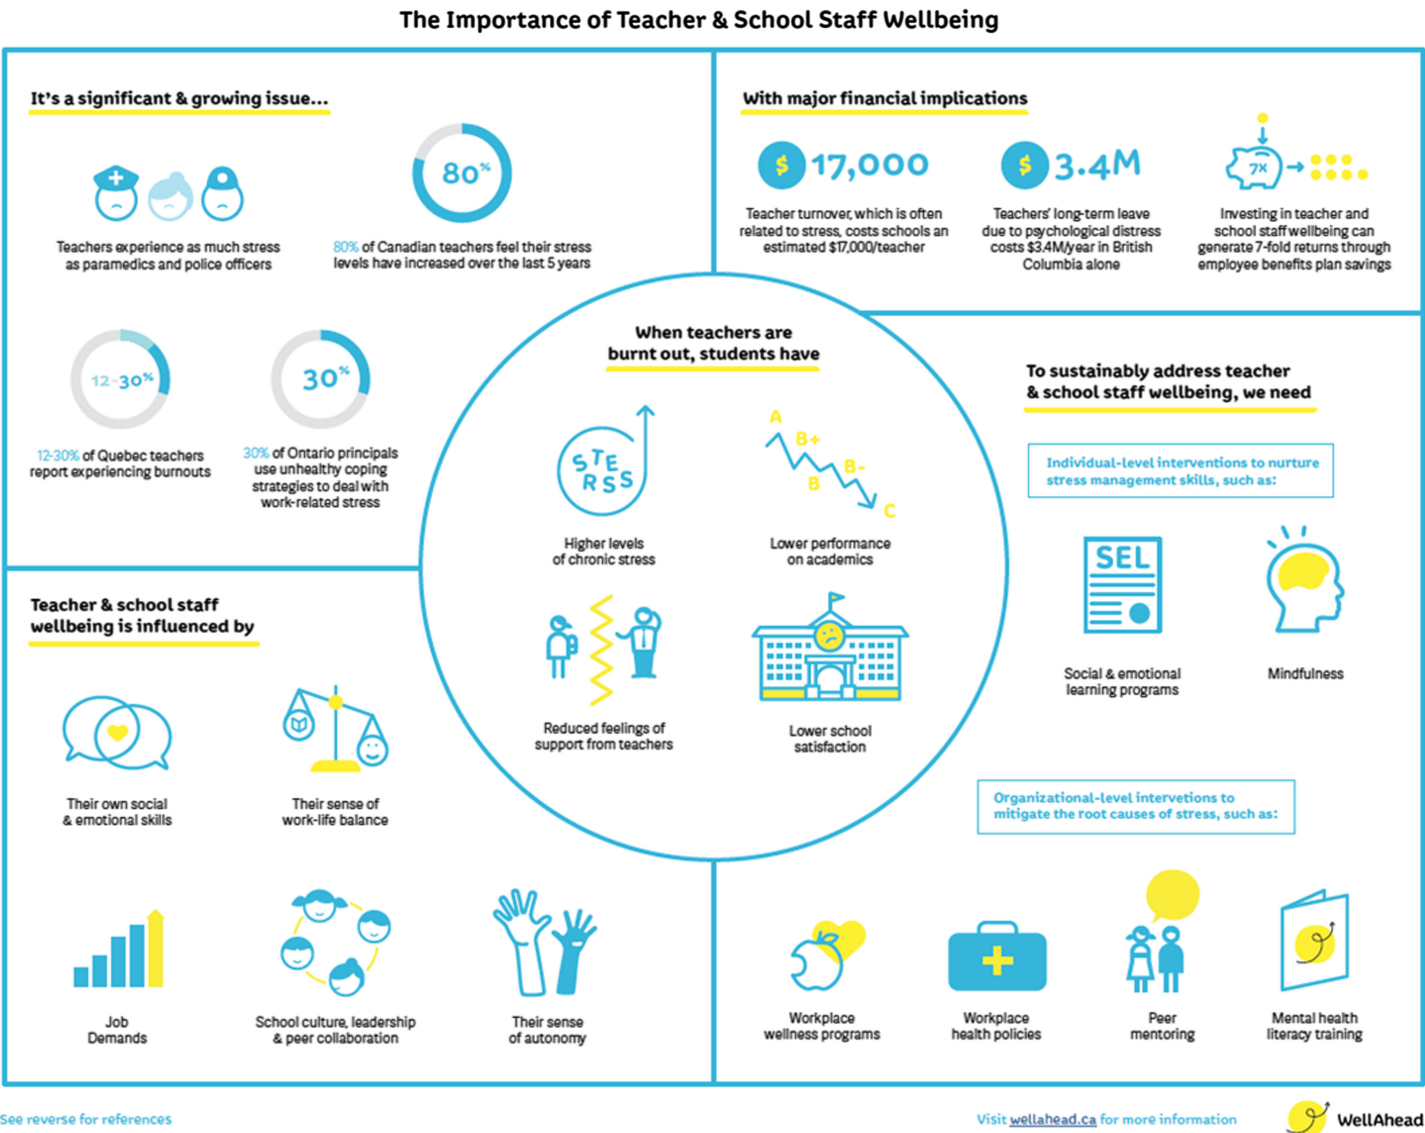 The Importance of Teacher & School Staff Wellbeing
It's a significant & growing issue...
Teachers experience as much stress
as paramedics and police officers
80%
80% of Canadian teachers feel their stress
levels have increased over the last 5 years
12-30%
12-30% of Quebec teachers
report experiencing burnouts
30%
30% of Ontario principals
use unhealthy coping
strategies to deal with
work-related stress
With major financial implications
$ 17,000
Teacher turnover, which is often
related to stress, costs schools an
estimated $17,000/teacher
$ 3.4M
Teachers' long-term leave
due to psychological distress
costs $3.4M/year in British
Columbia alone
7x
Investing in teacher and
school staff wellbeing can
generate 7-fold returns through
employee benefits plan savings
When teachers are
burnt out, students have
STE
RSS
Higher levels
of chronic stress
A
B+
B-
B
C
Lower performance
on academics
Reduced feelings of
support from teachers
Lower school
satisfaction
Teacher & school staff
wellbeing is influenced by
Their own social
& emotional skills
Their sense of
work-life balance
Job
Demands
School culture, leadership
& peer collaboration
Their sense
of autonomy
To sustainably address teacher
& school staff wellbeing, we need
Individual-level interventions to nurture
stress management skills, such as:
SEL
Social & emotional
learning programs
Mindfulness
Organizational-level intervetions to
mitigate the root causes of stress, such as:
Workplace
wellness programs
Workplace
health policies
Peer
mentoring
Mental health
literacy training
See reverse for references
Visit wellahead.ca for more information
WellAhead